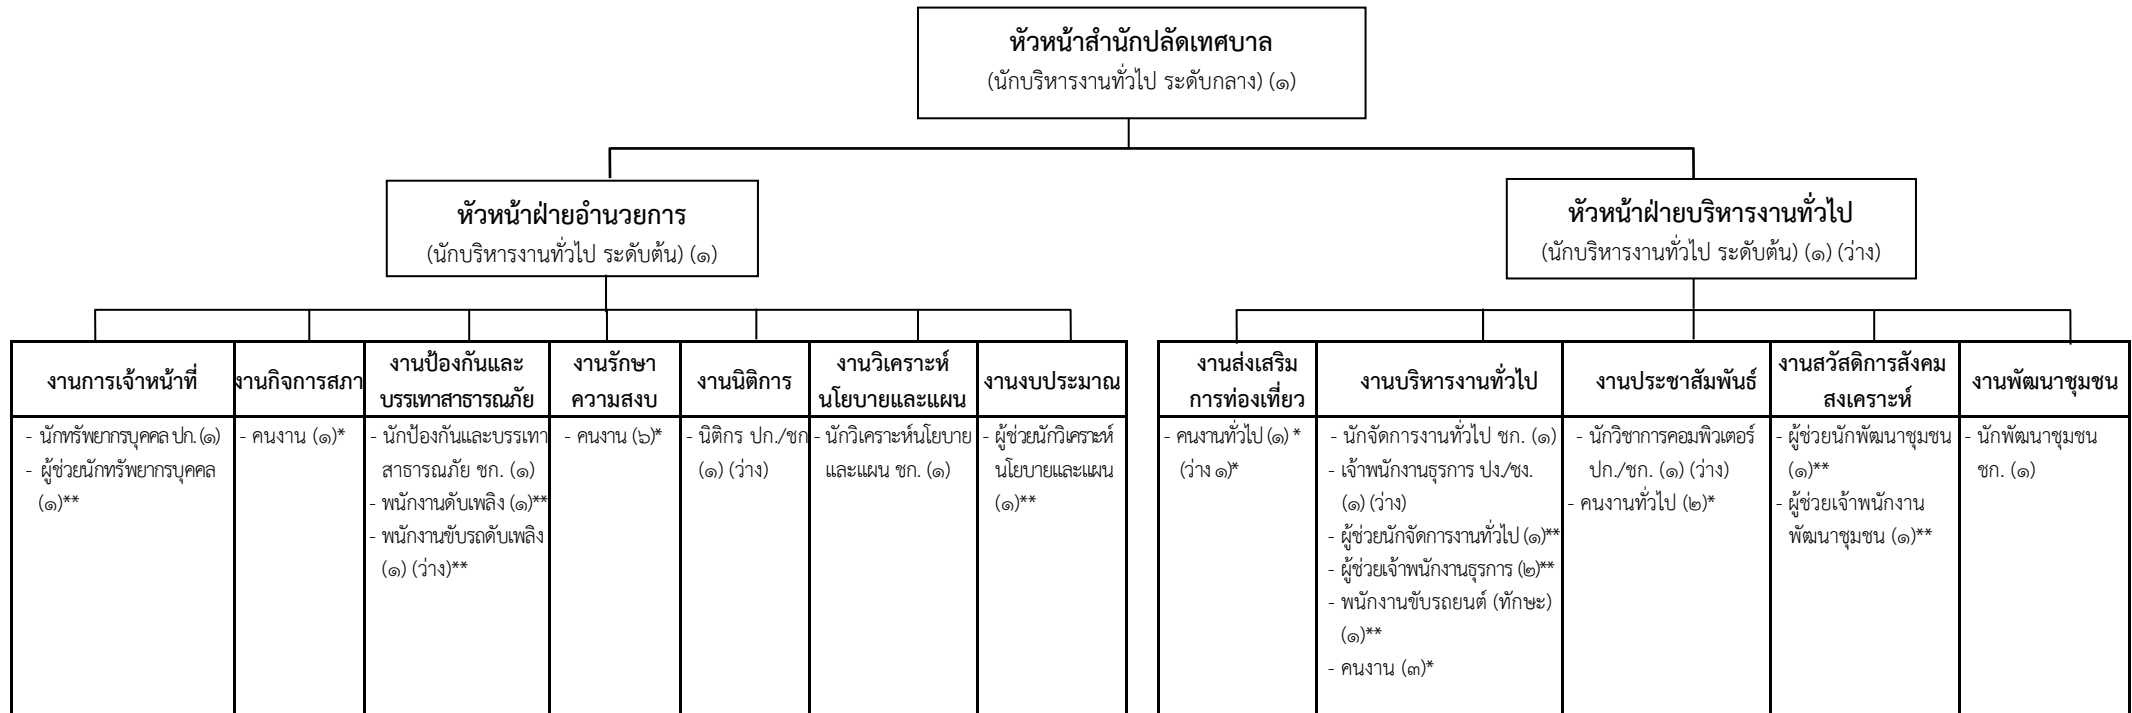 หัวหน้าสำนักปลัดเทศบาล
(นักบริหารงานทั่วไป ระดับกลาง) (๑)
หัวหน้าฝ่ายอำนวยการ
(นักบริหารงานทั่วไป ระดับต้น) (๑)
หัวหน้าฝ่ายบริหารงานทั่วไป
(นักบริหารงานทั่วไป ระดับต้น) (๑) (ว่าง)
งานการเจ้าหน้าที่
- นักทรัพยากรบุคคล ปก. (๑)
- ผู้ช่วยนักทรัพยากรบุคคล
(๑)**
งานกิจการสภา
- คนงาน (๑)*
งานป้องกันและ
บรรเทาสาธารณภัย
- นักป้องกันและบรรเทา
สาธารณภัย ชก. (๑)
- พนักงานดับเพลิง (๑)**
- พนักงานขับรถดับเพลิง
(๑) (ว่าง)**
งานรักษา
ความสงบ
- คนงาน (๖)*
งานนิติการ
- นิติกร ปก./ชก
(๑) (ว่าง)
งานวิเคราะห์
นโยบายและแผน
- นักวิเคราะห์นโยบาย
และแผน ชก. (๑)
งานงบประมาณ
- ผู้ช่วยนักวิเคราะห์
นโยบายและแผน
(๑)**
งานส่งเสริม
การท่องเที่ยว
- คนงานทั่วไป (๑) *
(ว่าง ๑)*
งานบริหารงานทั่วไป
- นักจัดการงานทั่วไป ชก. (๑)
- เจ้าพนักงานธุรการ ปง./ชง.
(๑) (ว่าง)
- ผู้ช่วยนักจัดการงานทั่วไป (๑)**
- ผู้ช่วยเจ้าพนักงานธุรการ (๒)**
- พนักงานขับรถยนต์ (ทักษะ)
(๑)**
- คนงาน (๓)*
งานประชาสัมพันธ์
- นักวิชาการคอมพิวเตอร์
ปก./ชก. (๑) (ว่าง)
- คนงานทั่วไป (๒)*
งานสวัสดิการสังคม
สงเคราะห์
- ผู้ช่วยนักพัฒนาชุมชน
(๑)**
- ผู้ช่วยเจ้าพนักงาน
พัฒนาชุมชน (๑)**
งานพัฒนาชุมชน
- นักพัฒนาชุมชน
ชก. (๑)